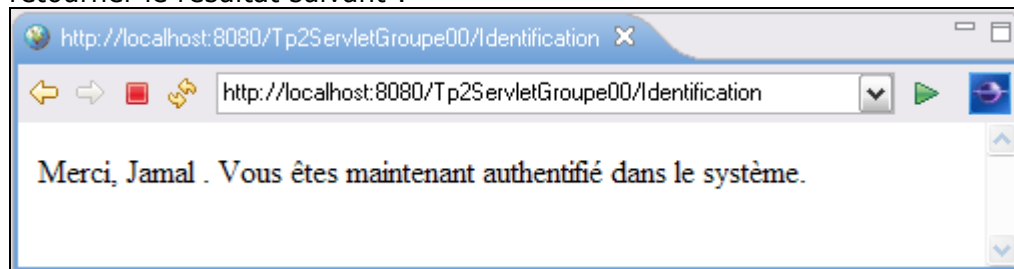 retourner le résultat suivant :
http://localhost:8080/Tp2ServletGroupe00/Identification
http://localhost:8080/Tp2ServletGroupe00/Identification
Merci, Jamal . Vous êtes maintenant authentifié dans le système.